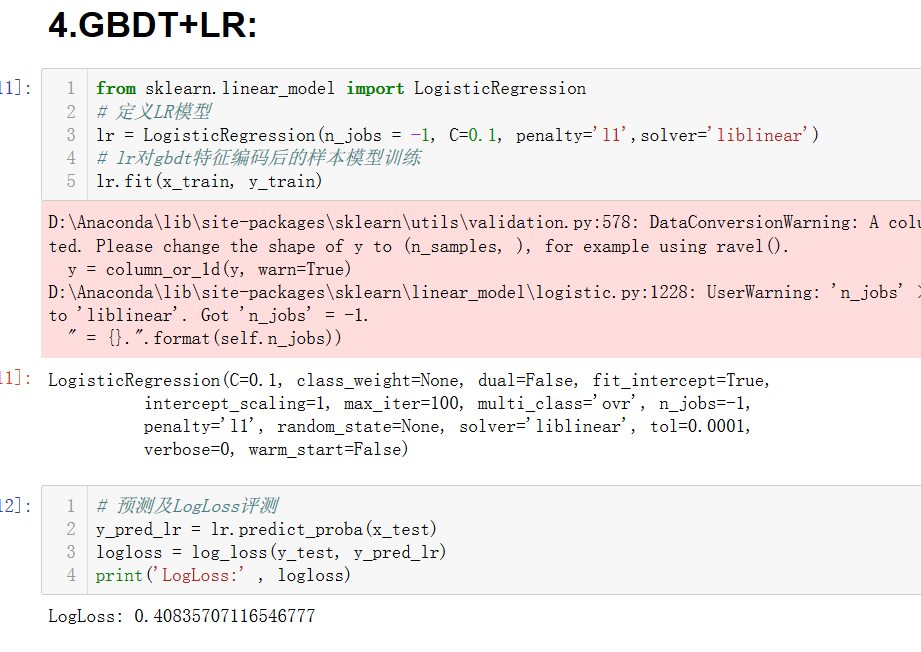 4.GBDT+LR:
11]:
1 from sklearn.linear_model import LogisticRegression
2 # 定义LR模型
3 lr = LogisticRegression(n_jobs = -1, C=0.1, penalty='l1',solver='liblinear')
4 # lr对gbdt特征编码后的样本模型训练
5 lr.fit(x_train, y_train)
D:\Anaconda\lib\site-packages\sklearn\utils\validation.py:578: DataConversionWarning: A colu
ted. Please change the shape of y to (n_samples, ), for example using ravel().
y = column_or_1d(y, warn=True)
D:\Anaconda\lib\site-packages\sklearn\linear_model\logistic.py:1228: UserWarning: 'n_jobs' >
to 'liblinear'. Got 'n_jobs' = -1.
" = {}.".format(self.n_jobs))
11]: LogisticRegression(C=0.1, class_weight=None, dual=False, fit_intercept=True,
intercept_scaling=1, max_iter=100, multi_class='ovr', n_jobs=-1,
penalty='l1', random_state=None, solver='liblinear', tol=0.0001,
verbose=0, warm_start=False)
12]:
1 # 预测及LogLoss评测
2 y_pred_lr = lr.predict_proba(x_test)
3 logloss = log_loss(y_test, y_pred_lr)
4 print('LogLoss:' , logloss)
LogLoss: 0.40835707116546777